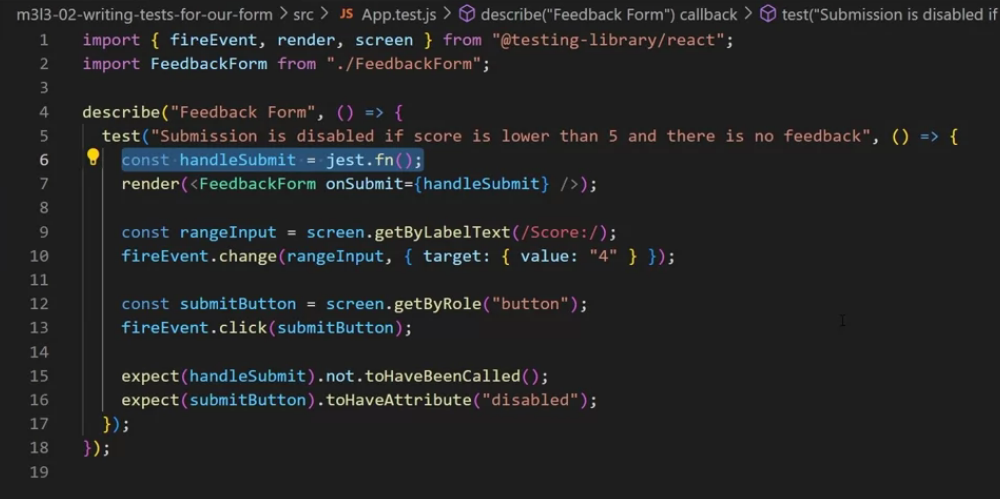 m3l3-02-writing-tests-for-our-form > src > JS App.test.js > describe("Feedback Form") callback > test("Submission is disabled if
1 import { fireEvent, render, screen } from "@testing-library/react";
2 import FeedbackForm from "./FeedbackForm";
3
4 describe("Feedback Form", () => {
5   test("Submission is disabled if score is lower than 5 and there is no feedback", () => {
6     const handleSubmit = jest.fn();
7     render(<FeedbackForm onSubmit={handleSubmit} />);
8
9     const rangeInput = screen.getByLabelText(/Score:/);
10     fireEvent.change(rangeInput, { target: { value: "4" } });
11
12     const submitButton = screen.getByRole("button");
13     fireEvent.click(submitButton);
14
15     expect(handleSubmit).not.toHaveBeenCalled();
16     expect(submitButton).toHaveAttribute("disabled");
17   });
18 });
19